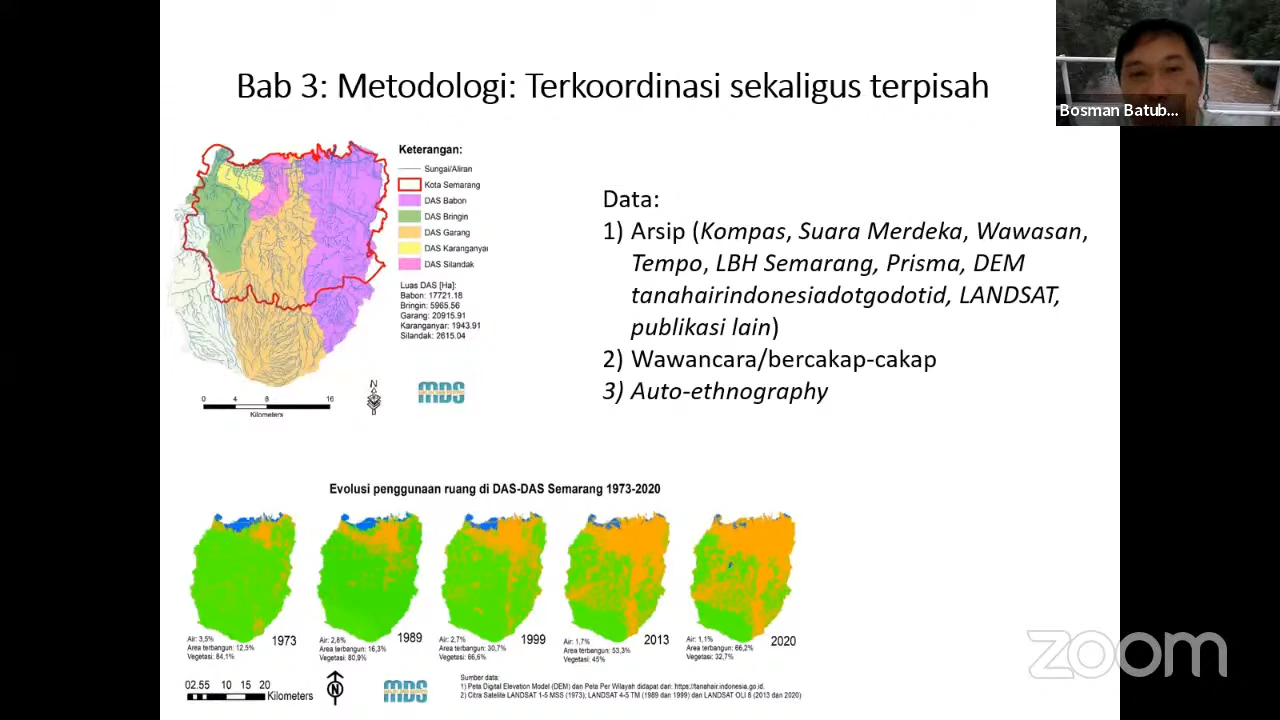 Bab 3: Metodologi: Terkoordinasi sekaligus terpisah
Bosman Batub...
Keterangan:
Sungai/Aliran
Kota Semarang
DAS Babon
DAS Bringin
DAS Garang
DAS Karanganyar
DAS Silandak
Luas DAS [Ha]:
Babon: 17721.18
Bringin: 5965.56
Garang: 20915.91
Karanganyar: 1943.91
Silandak: 2615.04
0 4 8 16
Kilometers
N
MDS
Data:
1) Arsip (Kompas, Suara Merdeka, Wawasan,
Tempo, LBH Semarang, Prisma, DEM
tanahairindonesiadotgodotid, LANDSAT,
publikasi lain)
2) Wawancara/bercakap-cakap
3) Auto-ethnography
Evolusi penggunaan ruang di DAS-DAS Semarang 1973-2020
Air: 3,5%
Area terbangun: 12,5%
Vegetasi: 84,1%
1973
Air: 2,8%
Area terbangun: 16,3%
Vegetasi: 80,9%
1989
Air: 2,7%
Area terbangun: 30,7%
Vegetasi: 66,6%
1999
Air: 1,7%
Area terbangun: 53,3%
Vegetasi: 45%
2013
Air: 1,1%
Area terbangun: 66,2%
Vegetasi: 32,7%
2020
02.55 10 15 20
Kilometers
N
MDS
Sumber data:
1) Peta Digital Elevation Model (DEM) dan Peta Per Wilayah didapat dari: https://tanahair.indonesia.go.id.
2) Citra Satelite LANDSAT 1-5 MSS (1973); LANDSAT 4-5 TM (1989 dan 1999) dan LANDSAT OLI 8 (2013 dan 2020)
zoom